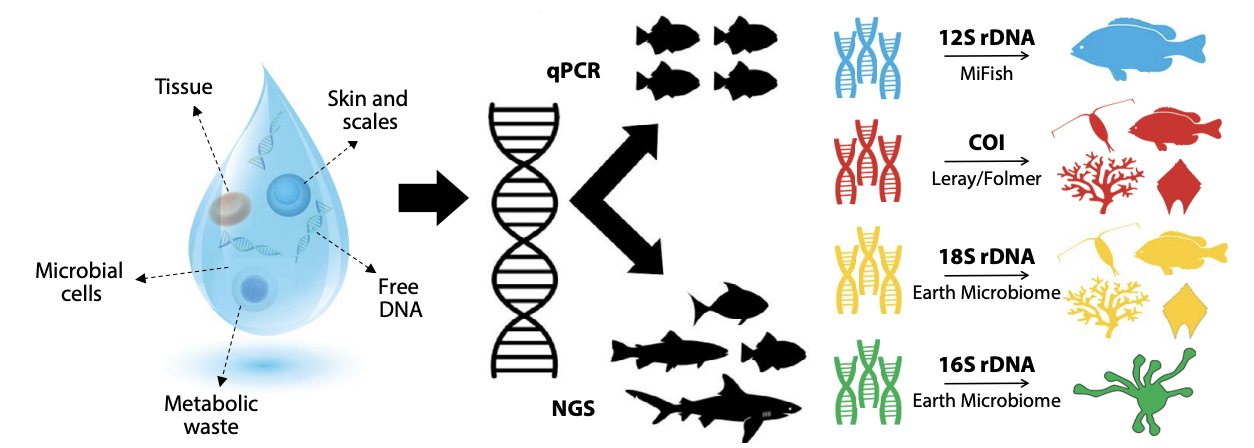 Tissue
Skin and
scales
Microbial
cells
Free
DNA
Metabolic
waste
qPCR
NGS
12S rDNA
MiFish
COI
Leray/Folmer
18S rDNA
Earth Microbiome
16S rDNA
Earth Microbiome